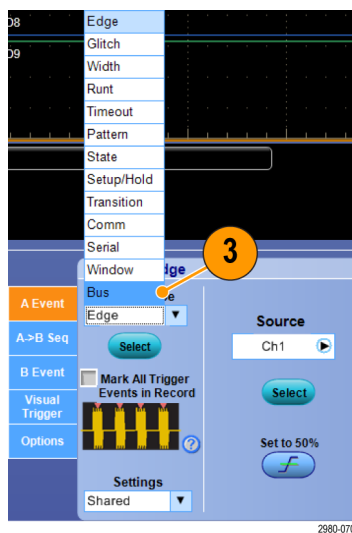 D8
Edge
Glitch
D9
Width
Runt
Timeout
Pattern
State
Setup/Hold
Transition
Comm
Serial
Window
3
Bus
Edge
A Event
Source
Ch1
A->B Seq
Select
B Event
Mark All Trigger
Events in Record
Select
Visual
Trigger
Options
Set to 50%
Settings
Shared
2980-070